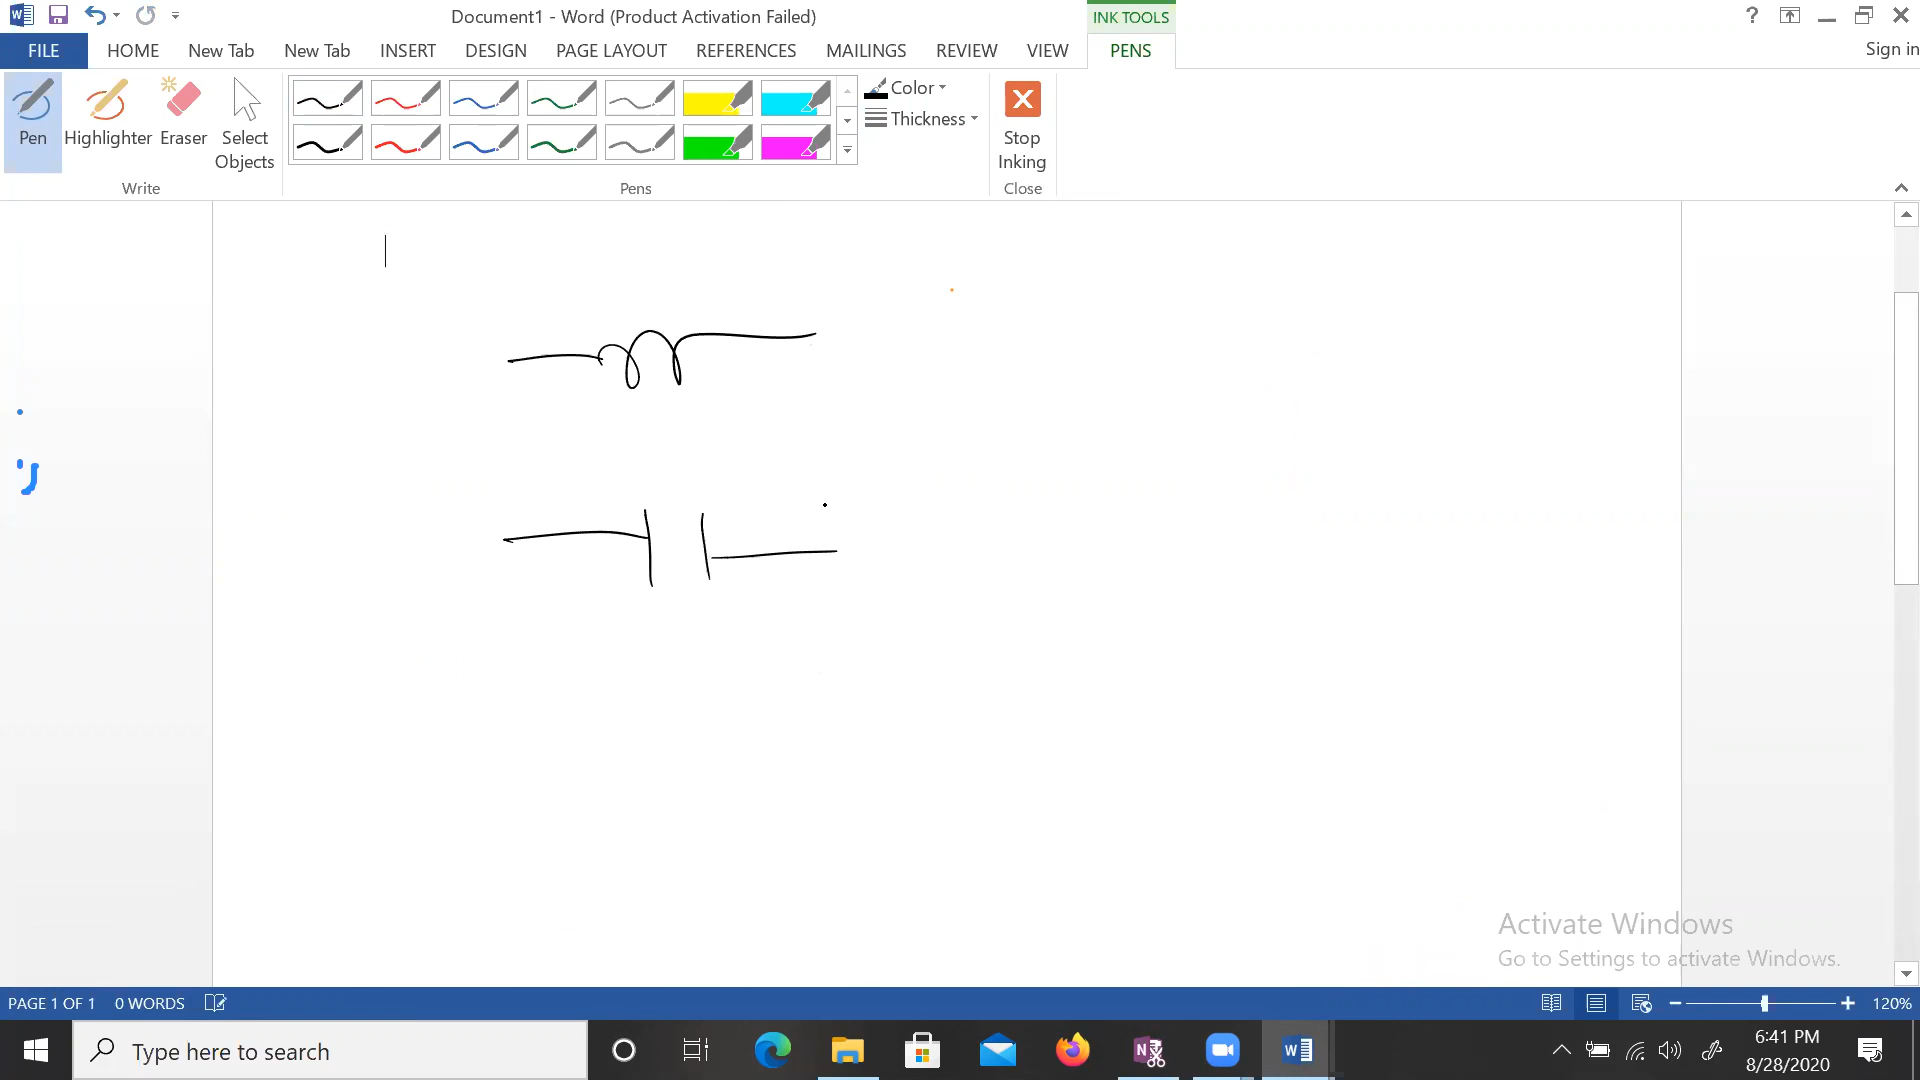 Document1 - Word (Product Activation Failed)
INK TOOLS
?
FILE HOME New Tab New Tab INSERT DESIGN PAGE LAYOUT REFERENCES MAILINGS REVIEW VIEW PENS
Sign in
Pen Highlighter Eraser Select Objects
Color
Thickness
Stop Inking
Write Pens Close
Activate Windows
Go to Settings to activate Windows.
PAGE 1 OF 1 0 WORDS 120%
Type here to search
6:41 PM
8/28/2020